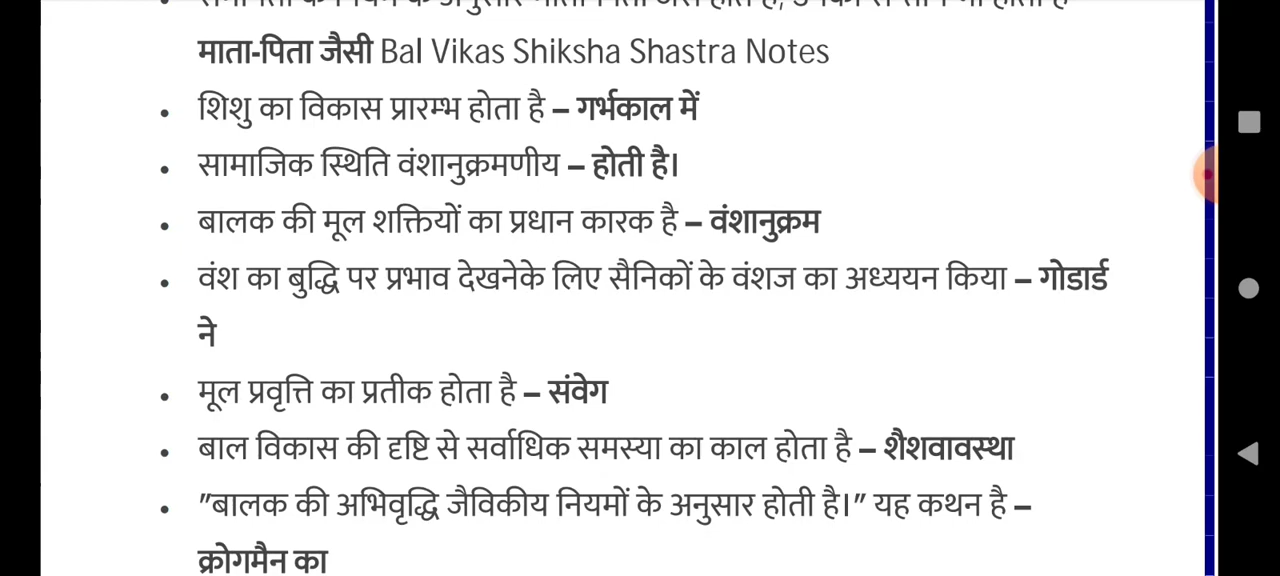 माता-पिता जैसी Bal Vikas Shiksha Shastra Notes
• शिशु का विकास प्रारम्भ होता है – गर्भकाल में
• सामाजिक स्थिति वंशानुक्रमणीय – होती है।
• बालक की मूल शक्तियों का प्रधान कारक है – वंशानुक्रम
• वंश का बुद्धि पर प्रभाव देखनेके लिए सैनिकों के वंशज का अध्ययन किया – गोडार्ड
ने
• मूल प्रवृत्ति का प्रतीक होता है – संवेग
• बाल विकास की दृष्टि से सर्वाधिक समस्या का काल होता है – शैशवावस्था
• ”बालक की अभिवृद्धि जैविकीय नियमों के अनुसार होती है।” यह कथन है –
क्रोगमैन का